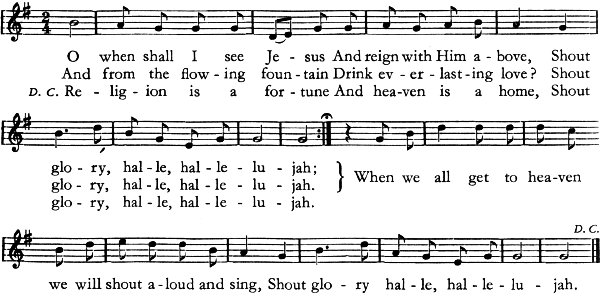 O when shall I see Je - sus And reign with Him a - bove, Shout
And from the flow - ing foun - tain Drink ev - er - last - ing love? Shout
D. C. Re - lig - ion is a for - tune And hea - ven is a home, Shout
glo - ry, hal - le, hal - le - lu - jah;
glo - ry, hal - le, hal - le - lu - jah.
glo - ry, hal - le, hal - le - lu - jah.
} When we all get to hea - ven
D. C.
we will shout a - loud and sing, Shout glo - ry hal - le, hal - le - lu - jah.